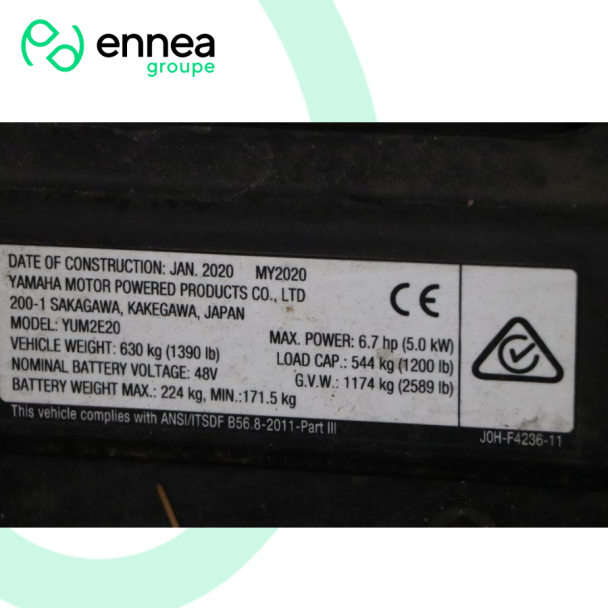 ennea
groupe
DATE OF CONSTRUCTION: JAN. 2020 MY2020
YAMAHA MOTOR POWERED PRODUCTS CO., LTD
200-1 SAKAGAWA, KAKEGAWA, JAPAN
MODEL: YUM2E20
VEHICLE WEIGHT: 630 kg (1390 lb)
NOMINAL BATTERY VOLTAGE: 48V
BATTERY WEIGHT MAX.: 224 kg, MIN.:171.5 kg
CE
MAX. POWER: 6.7 hp (5.0 kW)
LOAD CAP.: 544 kg (1200 lb)
G.V.W.: 1174 kg (2589 lb)
This vehicle complies with ANSI/ITSDF B56.8-2011-Part III
J0H-F4236-11